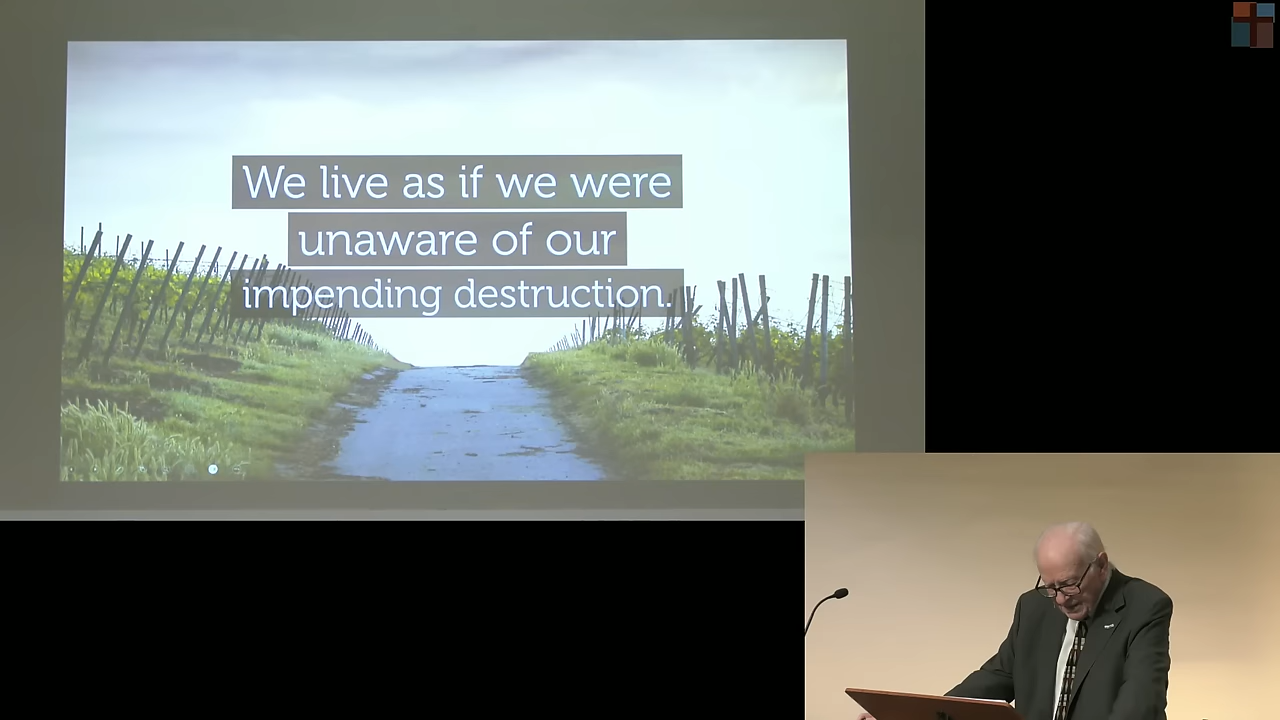 We live as if we were
unaware of our
impending destruction.